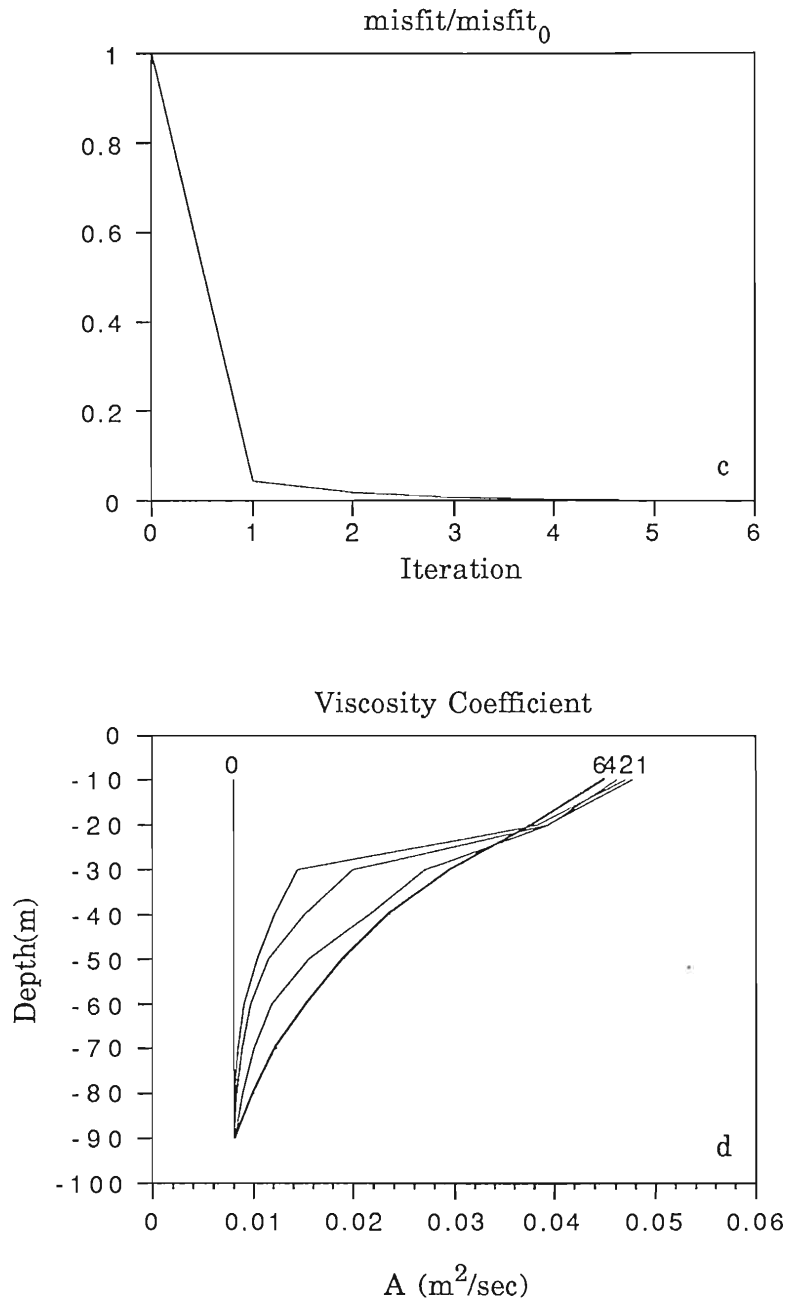 misfit/misfit0
1
0.8
0.6
0.4
0.2
0
c
0 1 2 3 4 5 6
Iteration
Viscosity Coefficient
0
0 6421
-10
-20
-30
-40
-50
-60
-70
-80
-90
d
-100
0 0.01 0.02 0.03 0.04 0.05 0.06
Depth(m)
A (m2/sec)